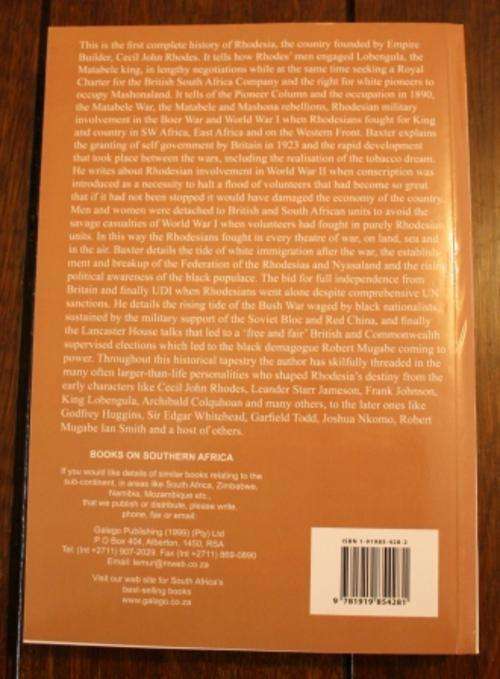 This is the first complete history of Rhodesia, the country founded by Empire
Builder, Cecil John Rhodes. It tells how Rhodes' men engaged Lobengula, the
Matabele king, in lengthy negotiations while at the same time seeking a Royal
Charter for the British South Africa Company and the right for white pioneers to
occupy Mashonaland. It tells of the Pioneer Column and the occupation in 1890,
the Matabele War, the Matabele and Mashona rebellions, Rhodesian military
involvement in the Boer War and World War I when Rhodesians fought for King
and country in SW Africa, East Africa and on the Western Front. Baxter explains
the granting of self government by Britain in 1923 and the rapid development
that took place between the wars, including the realisation of the tobacco dream.
He writes about Rhodesian involvement in World War II when conscription was
introduced as a necessity to halt a flood of volunteers that had become so great
that if it had not been stopped it would have damaged the economy of the country.
Men and women were detached to British and South African units to avoid the
savage casualties of World War I when volunteers had fought in purely Rhodesian
units. In this way the Rhodesians fought in every theatre of war, on land, sea and
in the air. Baxter details the tide of white immigration after the war, the establish-
ment and breakup of the Federation of the Rhodesias and Nyasaland and the rising
political awareness of the black populace. The bid for full independence from
Britain and finally UDI when Rhodesians went alone despite comprehensive UN
sanctions. He details the rising tide of the Bush War waged by black nationalists,
sustained by the military support of the Soviet Bloc and Red China, and finally
the Lancaster House talks that led to a 'free and fair' British and Commonwealth
supervised elections which led to the black demagogue Robert Mugabe coming to
power. Throughout this historical tapestry the author has skilfully threaded in the
many often larger-than-life personalities who shaped Rhodesia's destiny from the
early characters like Cecil John Rhodes, Leander Starr Jameson, Frank Johnson,
King Lobengula, Archibald Colquhoun and many others, to the later ones like
Godfrey Huggins, Sir Edgar Whitehead, Garfield Todd, Joshua Nkomo, Robert
Mugabe Ian Smith and a host of others.
BOOKS ON SOUTHERN AFRICA
If you would like details of similar books relating to the
sub-continent, in areas like South Africa, Zimbabwe,
Namibia, Mozambique etc.,
that we publish or distribute, please write,
phone, fax or email.
Galago Publishing (1999) (Pty) Ltd
P O Box 404, Alberton, 1450, RSA
Tel: (Int +2711) 907-2029. Fax (Int +2711) 869-0890
Email: lemur@mweb.co.za
Visit our web site for South Africa's
best-selling books
www.galago.co.za
ISBN 1-91985-428-2
9 781919 854281